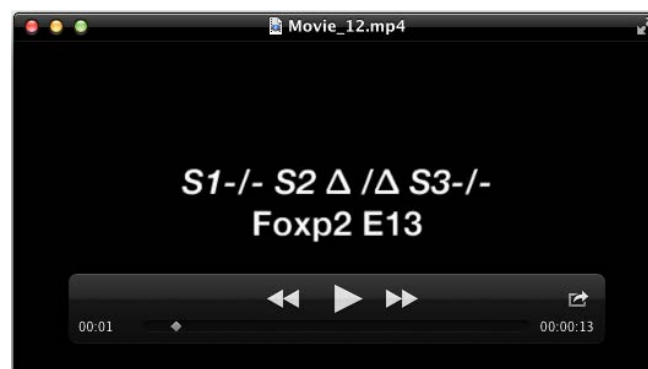 Movie_12.mp4
S1-/- S2 Δ /Δ S3-/-
Foxp2 E13
00:01
00:00:13